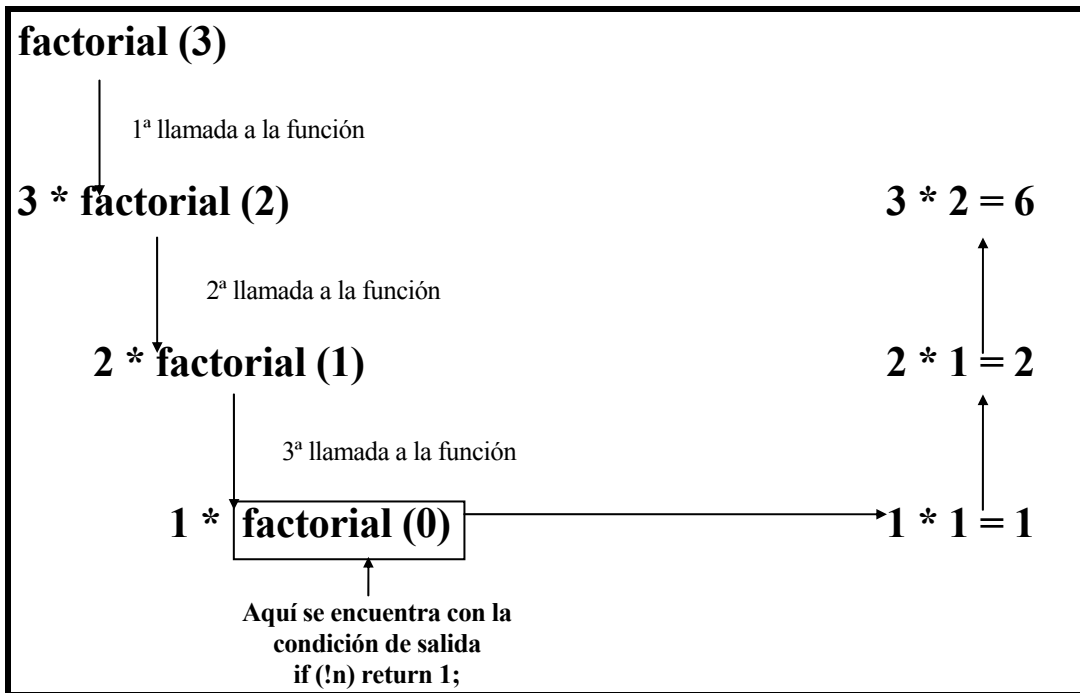 factorial (3)
1ª llamada a la función
3 * factorial (2)
3 * 2 = 6
2ª llamada a la función
2 * factorial (1)
2 * 1 = 2
3ª llamada a la función
1 * factorial (0)
1 * 1 = 1
Aquí se encuentra con la
condición de salida
if (!n) return 1;